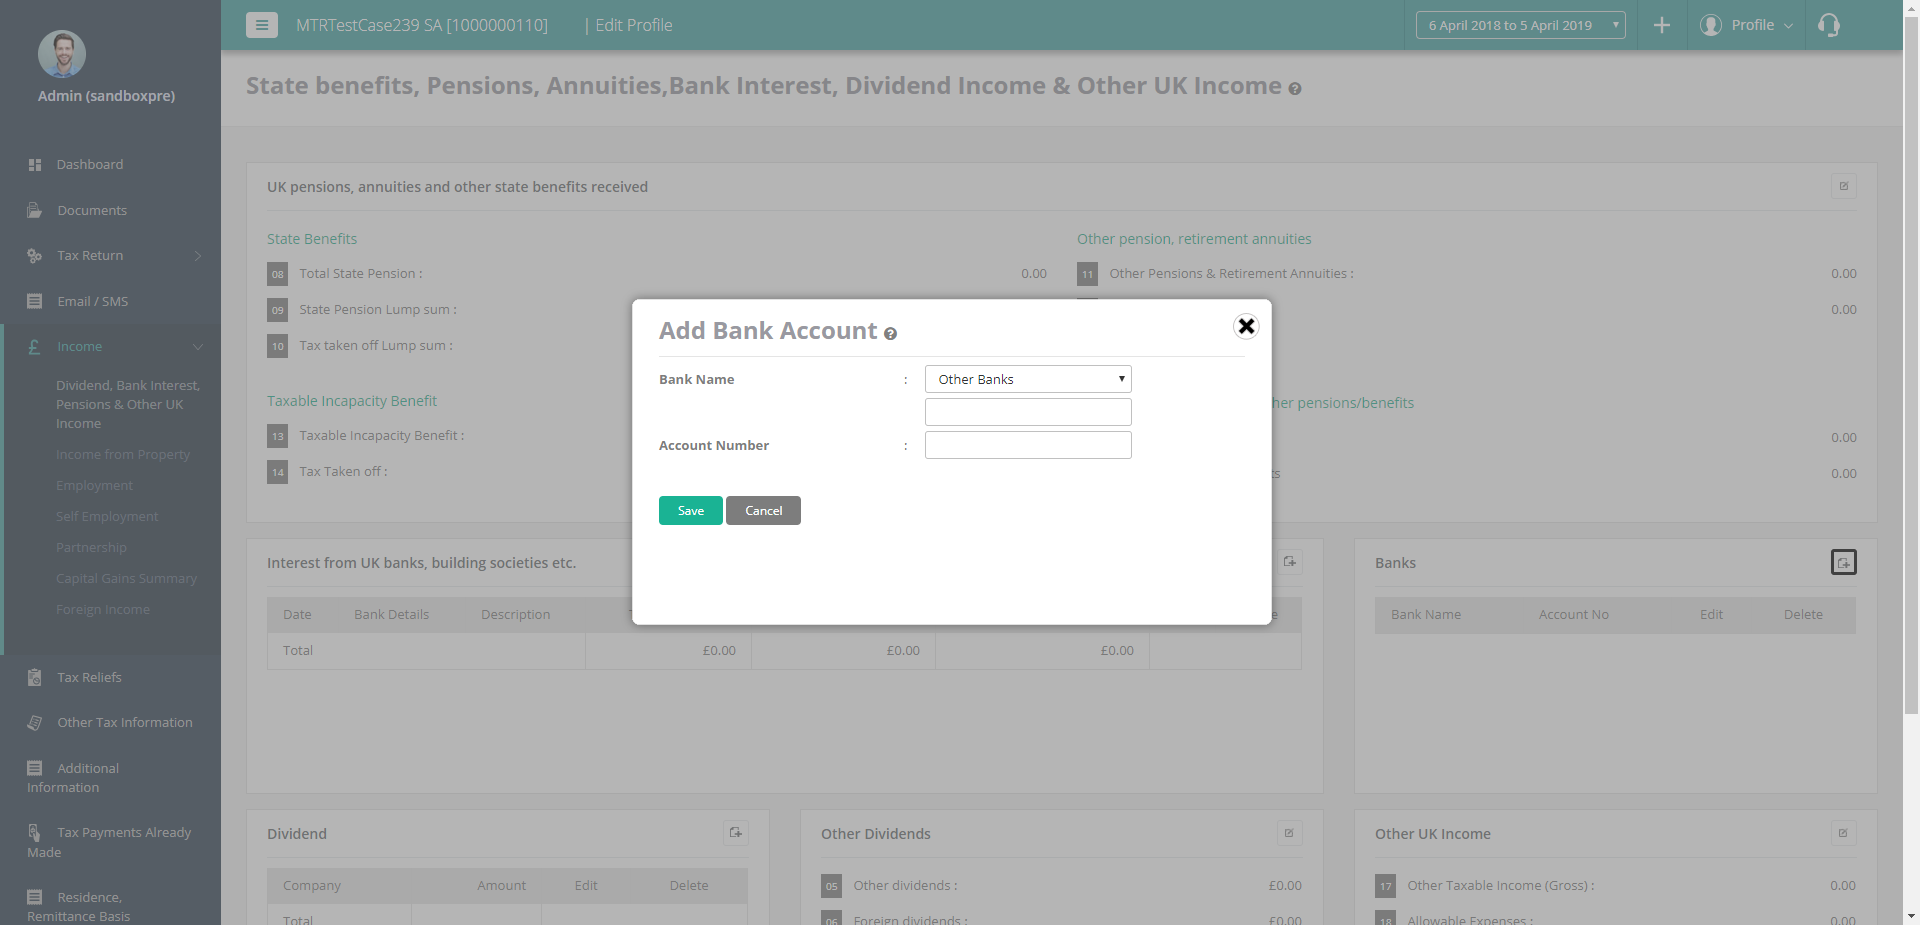 Admin (sandboxpre)
Dashboard
Documents
Tax Return
Email / SMS
£ Income
Dividend, Bank Interest,
Pensions & Other UK
Income
Income from Property
Employment
Self Employment
Partnership
Capital Gains Summary
Foreign Income
Tax Reliefs
Other Tax Information
Additional
Information
Tax Payments Already
Made
Residence,
Remittance Basis
MTRTestCase239 SA [1000000110] | Edit Profile
6 April 2018 to 5 April 2019
Profile
State benefits, Pensions, Annuities,Bank Interest, Dividend Income & Other UK Income ?
UK pensions, annuities and other state benefits received
State Benefits
08 Total State Pension : 0.00
09 State Pension Lump sum :
10 Tax taken off Lump sum :
Taxable Incapacity Benefit
13 Taxable Incapacity Benefit :
14 Tax Taken off :
Other pension, retirement annuities
11 Other Pensions & Retirement Annuities : 0.00
0.00
her pensions/benefits
0.00
ts 0.00
Add Bank Account ?
Bank Name : Other Banks
Account Number :
Save Cancel
Interest from UK banks, building societies etc.
Date Bank Details Description
Total £0.00 £0.00 £0.00
Banks
Bank Name Account No Edit Delete
Dividend
Company Amount Edit Delete
Total
Other Dividends
05 Other dividends : £0.00
06 Foreign dividends : £0.00
Other UK Income
17 Other Taxable Income (Gross) : 0.00
18 Allowable Expenses : 0.00